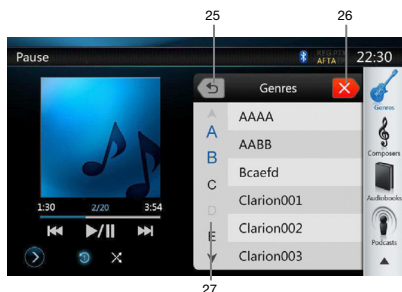 25 26
Pause
AFTA
22:30
Genres
A
B
C
D
E
AAAA
AABB
Bcaefd
Clarion001
Clarion002
Clarion003
1:30 2/20 3:54
Genres
Composers
Audiobooks
Podcasts
27